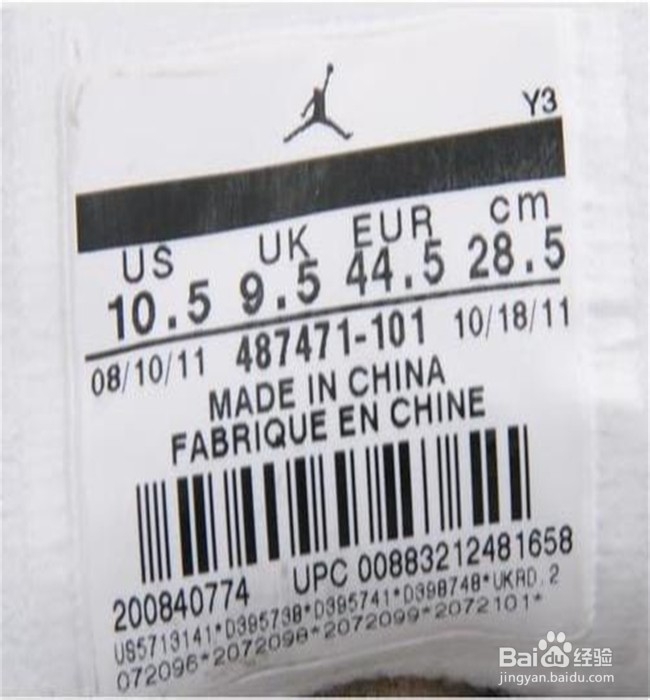 Y3
US UK EUR cm
10.5 9.5 44.5 28.5
08/10/11 487471-101 10/18/11
MADE IN CHINA
FABRIQUE EN CHINE
200840774 UPC 00883212481658
US5713141*D395738*D395741*D398748*UKRD.2
072096*2072098*2072099*2072101*
Baidu经验
jingyan.baidu.com